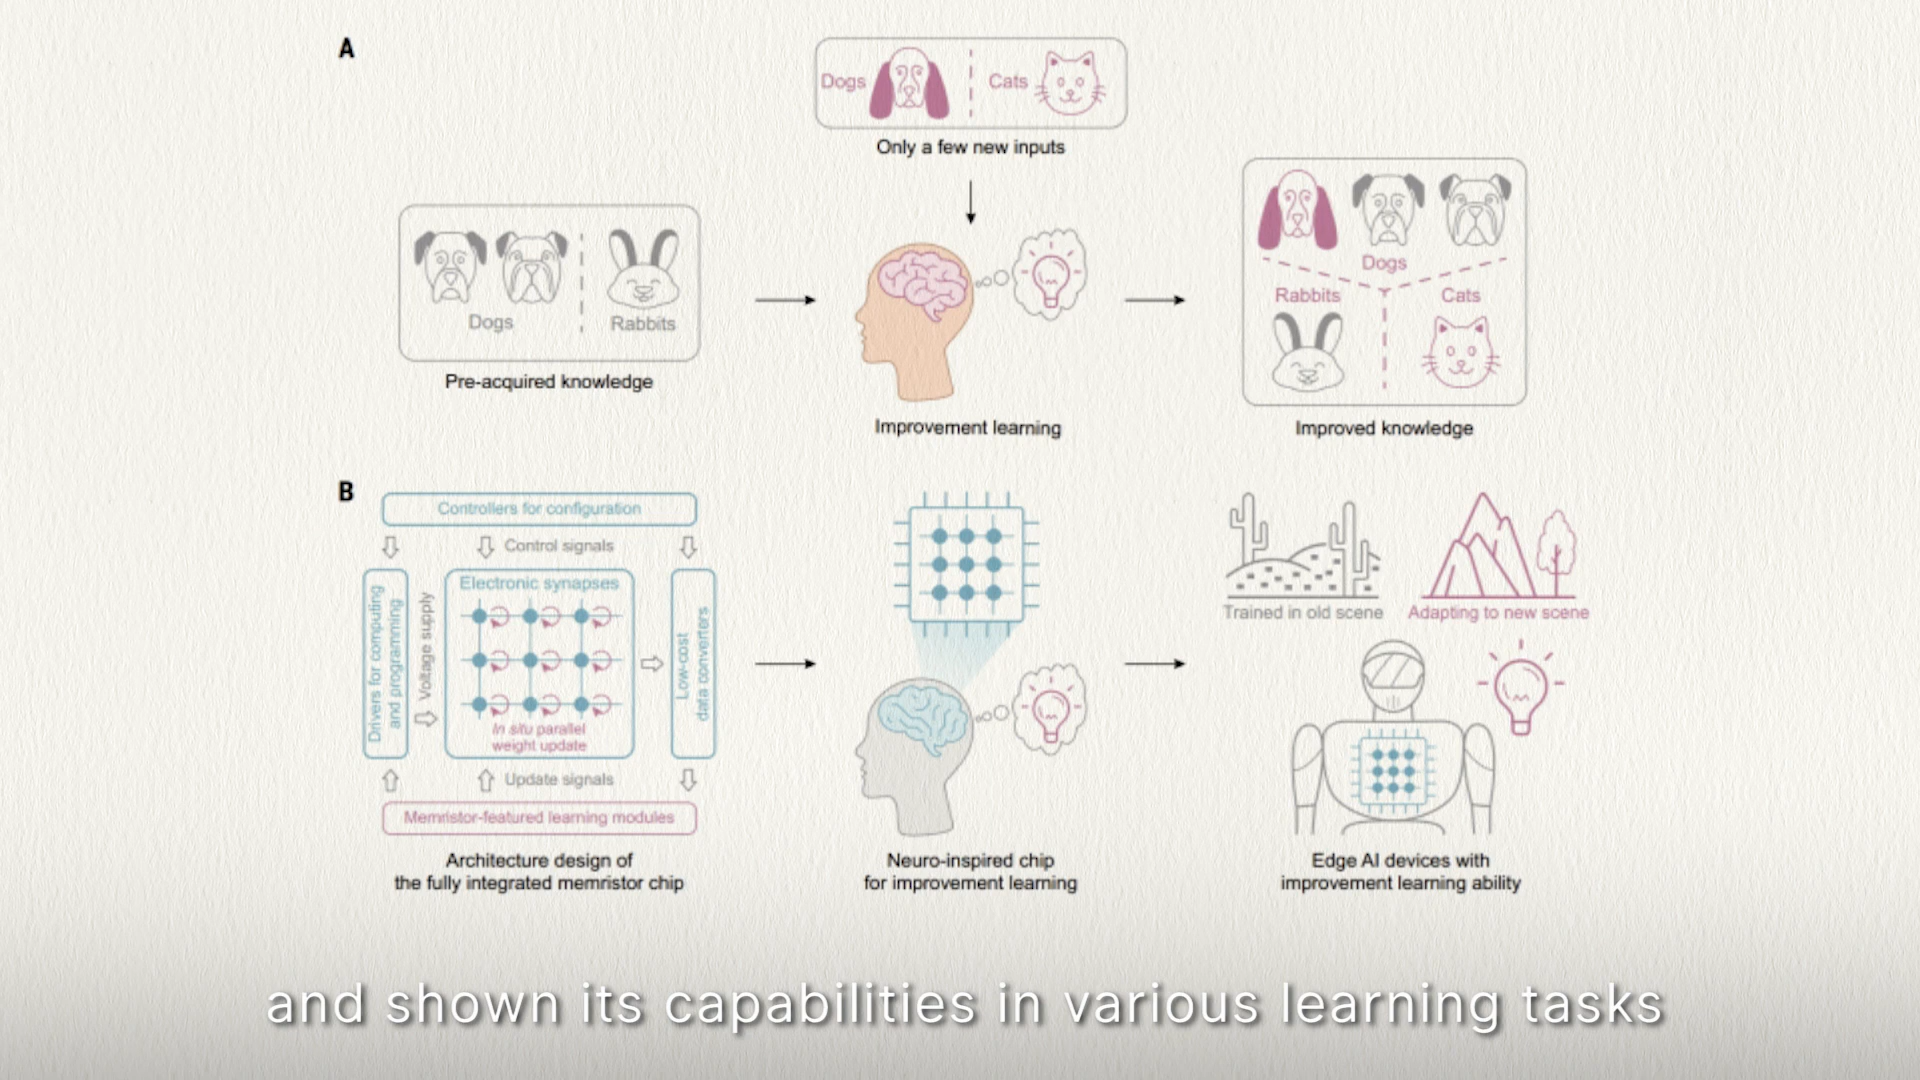 A
Dogs
Cats
Only a few new inputs
Dogs
Rabbits
Pre-acquired knowledge
Improvement learning
Dogs
Rabbits
Cats
Improved knowledge
B
Controllers for configuration
Control signals
Drivers for computing
and programming
Voltage supply
Electronic synapses
In situ parallel
weight update
Low-cost
data converters
Update signals
Memristor-featured learning modules
Architecture design of
the fully integrated memristor chip
Neuro-inspired chip
for improvement learning
Trained in old scene
Adapting to new scene
Edge AI devices with
improvement learning ability
and shown its capabilities in various learning tasks